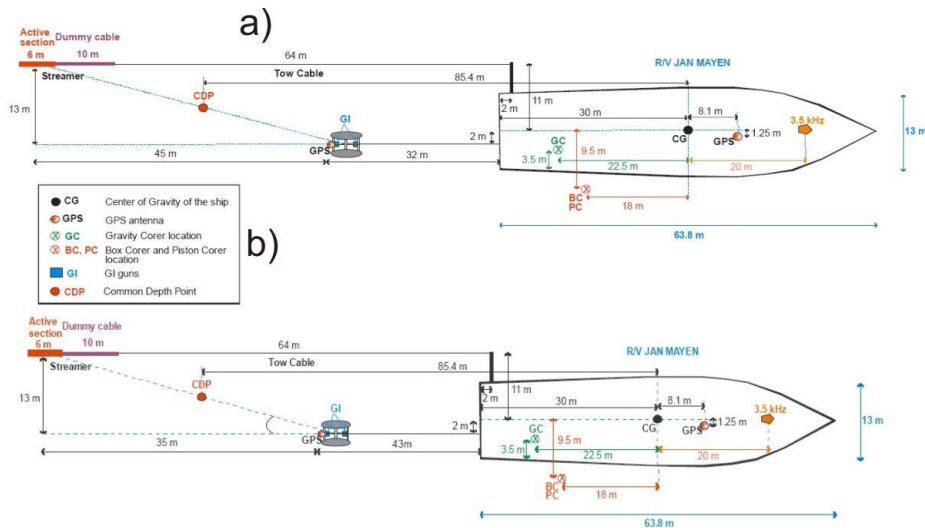 a)
Active
section
Dummy cable
6 m
10 m
64 m
R/V JAN MAYEN
Streamer
Tow Cable
85.4 m
CDP
11 m
2 m
30 m
8.1 m
3.5 kHz
13 m
GI
2 m
CG
GPS
1.25 m
13 m
GPS
GC
9.5 m
3.5 m
22.5 m
20 m
45 m
32 m
BC
PC
18 m
63.8 m
CG Center of Gravity of the ship
GPS GPS antenna
GC Gravity Corer location
BC, PC Box Corer and Piston Corer
location
GI GI guns
CDP Common Depth Point
b)
Active
section
Dummy cable
6 m
10 m
64 m
R/V JAN MAYEN
Streamer
Tow Cable
85.4 m
CDP
11 m
30 m
8.1 m
3.5 kHz
13 m
GI
2 m
CG
GPS
1.25 m
13 m
GPS
GC
9.5 m
3.5 m
22.5 m
20 m
35 m
43m
BC
PC
18 m
63.8 m